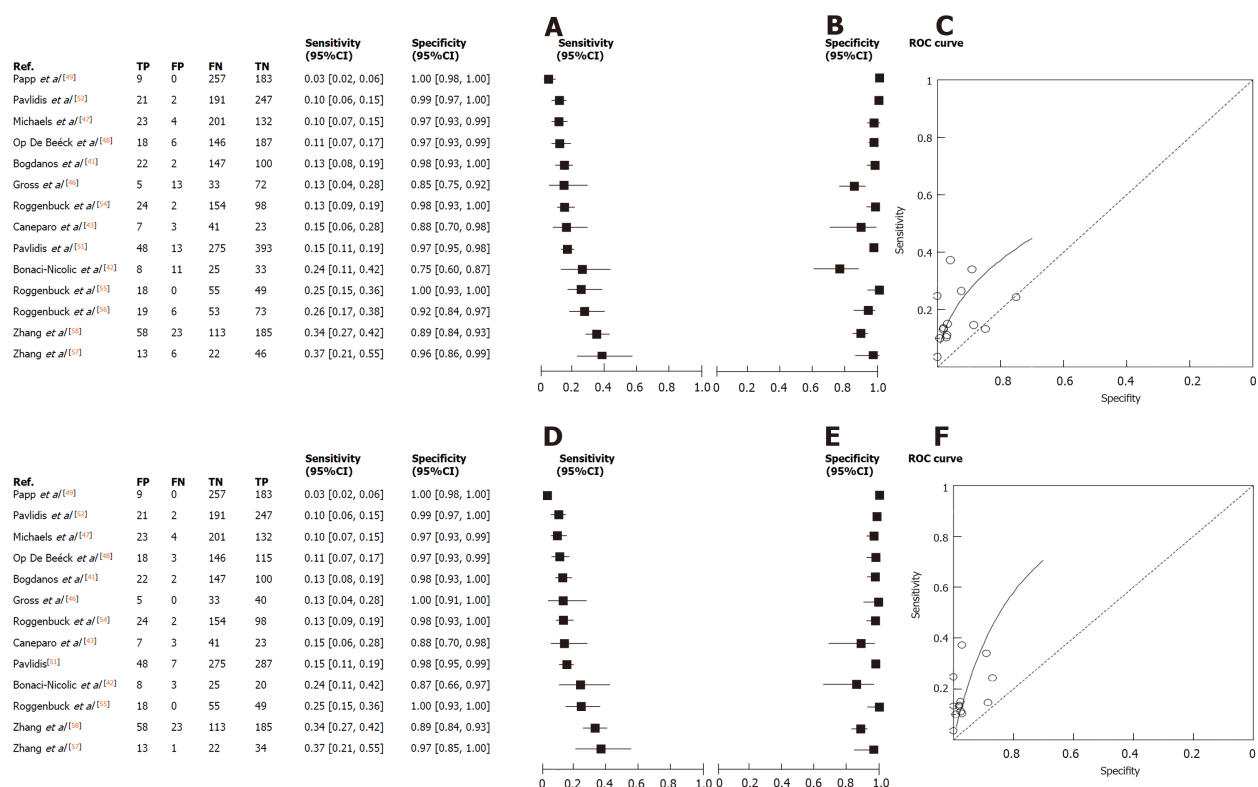 A B C
Sensitivity (95%CI) Specificity (95%CI) Sensitivity (95%CI) Specificity (95%CI) ROC curve
Ref. TP FP FN TN
Papp et al[49] 9 0 257 183 0.03 [0.02, 0.06] 1.00 [0.98, 1.00]
Pavlidis et al[52] 21 2 191 247 0.10 [0.06, 0.15] 0.99 [0.97, 1.00]
Michaels et al[47] 23 4 201 132 0.10 [0.07, 0.15] 0.97 [0.93, 0.99]
Op De Beéck et al[48] 18 6 146 187 0.11 [0.07, 0.17] 0.97 [0.93, 0.99]
Bogdanos et al[41] 22 2 147 100 0.13 [0.08, 0.19] 0.98 [0.93, 1.00]
Gross et al[46] 5 13 33 72 0.13 [0.04, 0.28] 0.85 [0.75, 0.92]
Roggenbuck et al[54] 24 2 154 98 0.13 [0.09, 0.19] 0.98 [0.93, 1.00]
Caneparo et al[43] 7 3 41 23 0.15 [0.06, 0.28] 0.88 [0.70, 0.98]
Pavlidis et al[51] 48 13 275 393 0.15 [0.11, 0.19] 0.97 [0.95, 0.98]
Bonaci-Nicolic et al[42] 8 11 25 33 0.24 [0.11, 0.42] 0.75 [0.60, 0.87]
Roggenbuck et al[55] 18 0 55 49 0.25 [0.15, 0.36] 1.00 [0.93, 1.00]
Roggenbuck et al[56] 19 6 53 73 0.26 [0.17, 0.38] 0.92 [0.84, 0.97]
Zhang et al[58] 58 23 113 185 0.34 [0.27, 0.42] 0.89 [0.84, 0.93]
Zhang et al[57] 13 6 22 46 0.37 [0.21, 0.55] 0.96 [0.86, 0.99]
0 0.2 0.4 0.6 0.8 1.0 0 0.2 0.4 0.6 0.8 1.0
1
0.8
0.6
0.4
0.2
Sensitivity
0.8 0.6 0.4 0.2 0
Specifity
D E F
Sensitivity (95%CI) Specificity (95%CI) Sensitivity (95%CI) Specificity (95%CI) ROC curve
Ref. FP FN TN TP
Papp et al[49] 9 0 257 183 0.03 [0.02, 0.06] 1.00 [0.98, 1.00]
Pavlidis et al[52] 21 2 191 247 0.10 [0.06, 0.15] 0.99 [0.97, 1.00]
Michaels et al[47] 23 4 201 132 0.10 [0.07, 0.15] 0.97 [0.93, 0.99]
Op De Beéck et al[48] 18 3 146 115 0.11 [0.07, 0.17] 0.97 [0.93, 0.99]
Bogdanos et al[41] 22 2 147 100 0.13 [0.08, 0.19] 0.98 [0.93, 1.00]
Gross et al[46] 5 0 33 40 0.13 [0.04, 0.28] 1.00 [0.91, 1.00]
Roggenbuck et al[54] 24 2 154 98 0.13 [0.09, 0.19] 0.98 [0.93, 1.00]
Caneparo et al[43] 7 3 41 23 0.15 [0.06, 0.28] 0.88 [0.70, 0.98]
Pavlidis[51] 48 7 275 287 0.15 [0.11, 0.19] 0.98 [0.95, 0.99]
Bonaci-Nicolic et al[42] 8 3 25 20 0.24 [0.11, 0.42] 0.87 [0.66, 0.97]
Roggenbuck et al[55] 18 0 55 49 0.25 [0.15, 0.36] 1.00 [0.93, 1.00]
Zhang et al[58] 58 23 113 185 0.34 [0.27, 0.42] 0.89 [0.84, 0.93]
Zhang et al[57] 13 1 22 34 0.37 [0.21, 0.55] 0.97 [0.85, 1.00]
0 0.2 0.4 0.6 0.8 1.0 0 0.2 0.4 0.6 0.8 1.0
1
0.8
0.6
0.4
0.2
Sensitivity
0.8 0.6 0.4 0.2 0
Specifity